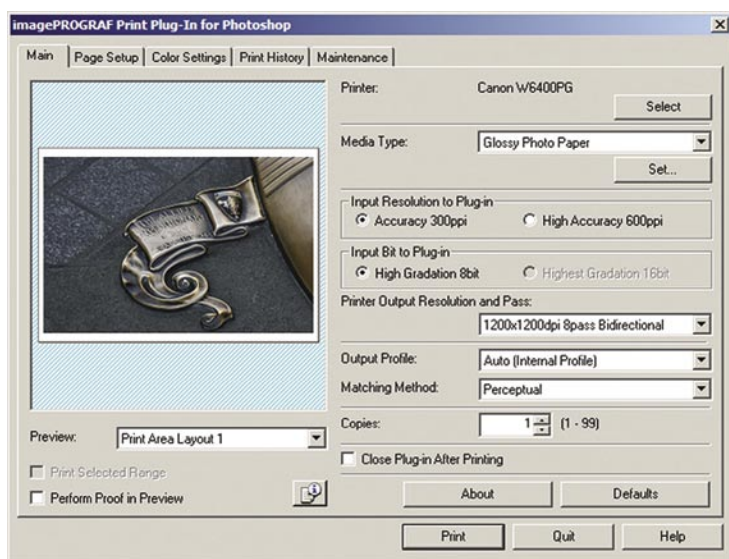 imagePROGRAF Print Plug-In for Photoshop
Main Page Setup Color Settings Print History Maintenance
Printer: Canon W6400PG
Select
Media Type: Glossy Photo Paper
Set...
Input Resolution to Plug-in
Accuracy 300ppi High Accuracy 600ppi
Input Bit to Plug-in
High Gradation 8bit Highest Gradation 16bit
Printer Output Resolution and Pass:
1200x1200dpi 8pass Bidirectional
Output Profile: Auto (Internal Profile)
Matching Method: Perceptual
Copies: 1 (1 - 99)
Close Plug-in After Printing
Preview: Print Area Layout 1
Print Selected Range
Perform Proof in Preview
About Defaults
Print Quit Help